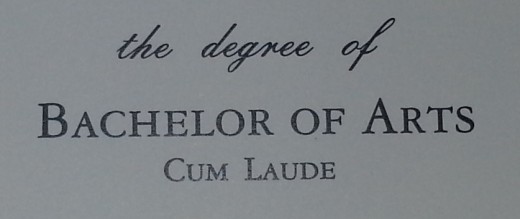 the degree of
Bachelor of Arts
Cum Laude